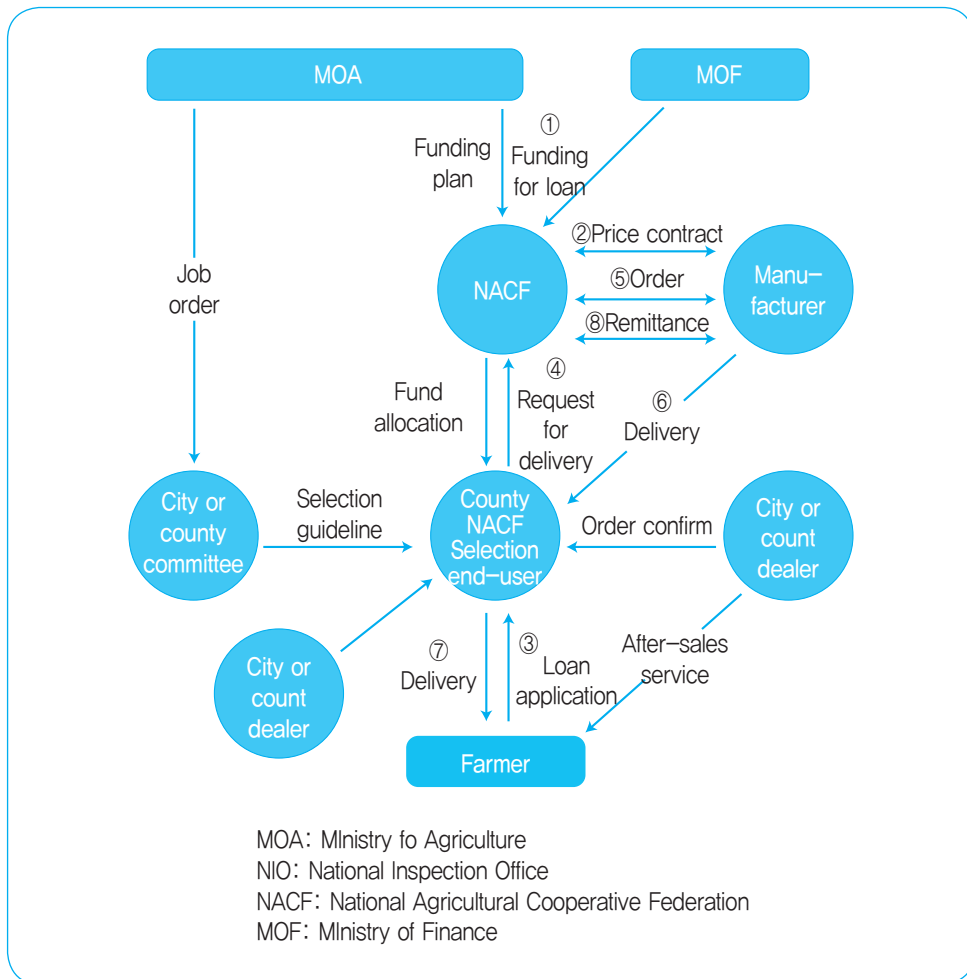 MOA
MOF
Funding
plan
①
Funding
for loan
Job
order
NACF
②Price contract
⑤Order
⑧Remittance
Manu-
facturer
Fund
allocation
④
Request
for
delivery
⑥
Delivery
City or
county
committee
Selection
guideline
County
NACF
Selection
end-user
Order confirm
City or
count
dealer
City or
count
dealer
⑦
Delivery
③
Loan
application
After-sales
service
Farmer
MOA: MInistry fo Agriculture
NIO: National Inspection Office
NACF: National Agricultural Cooperative Federation
MOF: MInistry of Finance